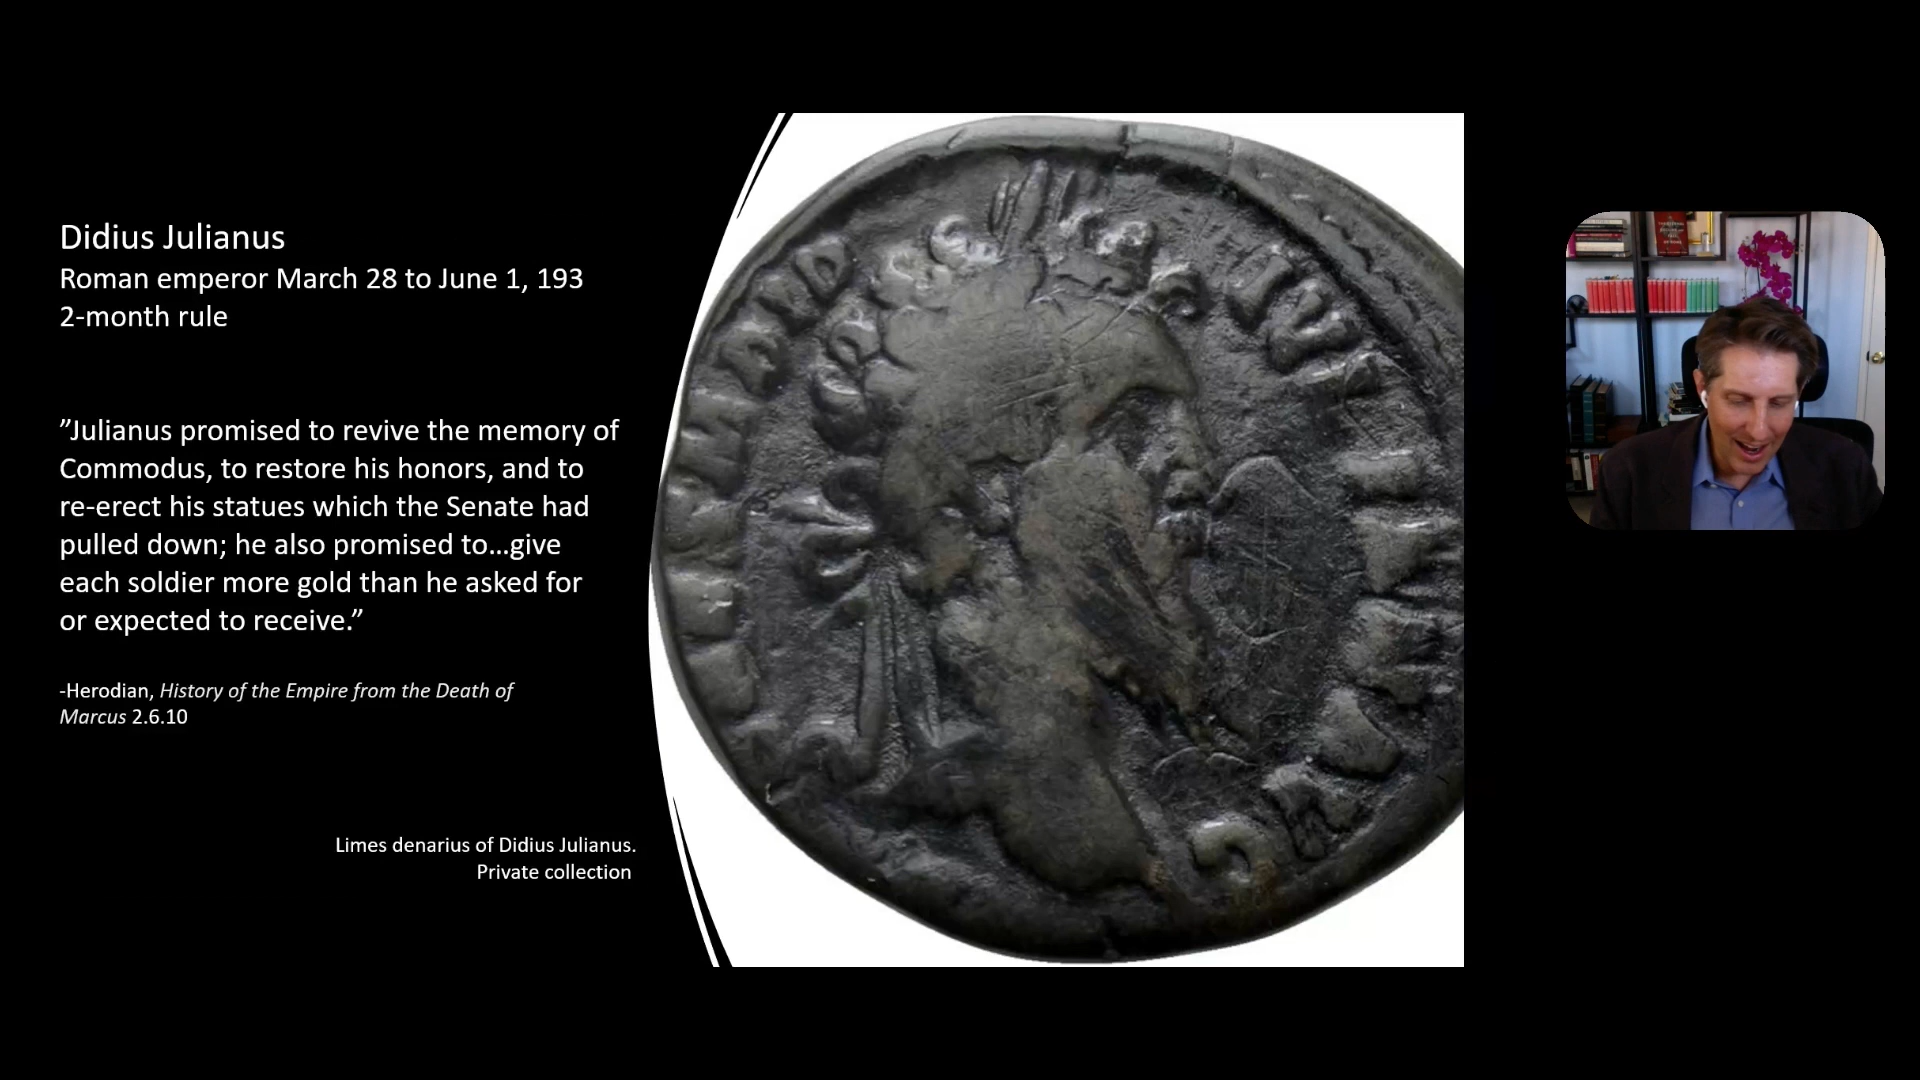 Didius Julianus
Roman emperor March 28 to June 1, 193
2-month rule
”Julianus promised to revive the memory of
Commodus, to restore his honors, and to
re-erect his statues which the Senate had
pulled down; he also promised to...give
each soldier more gold than he asked for
or expected to receive.”
-Herodian, History of the Empire from the Death of
Marcus 2.6.10
Limes denarius of Didius Julianus.
Private collection